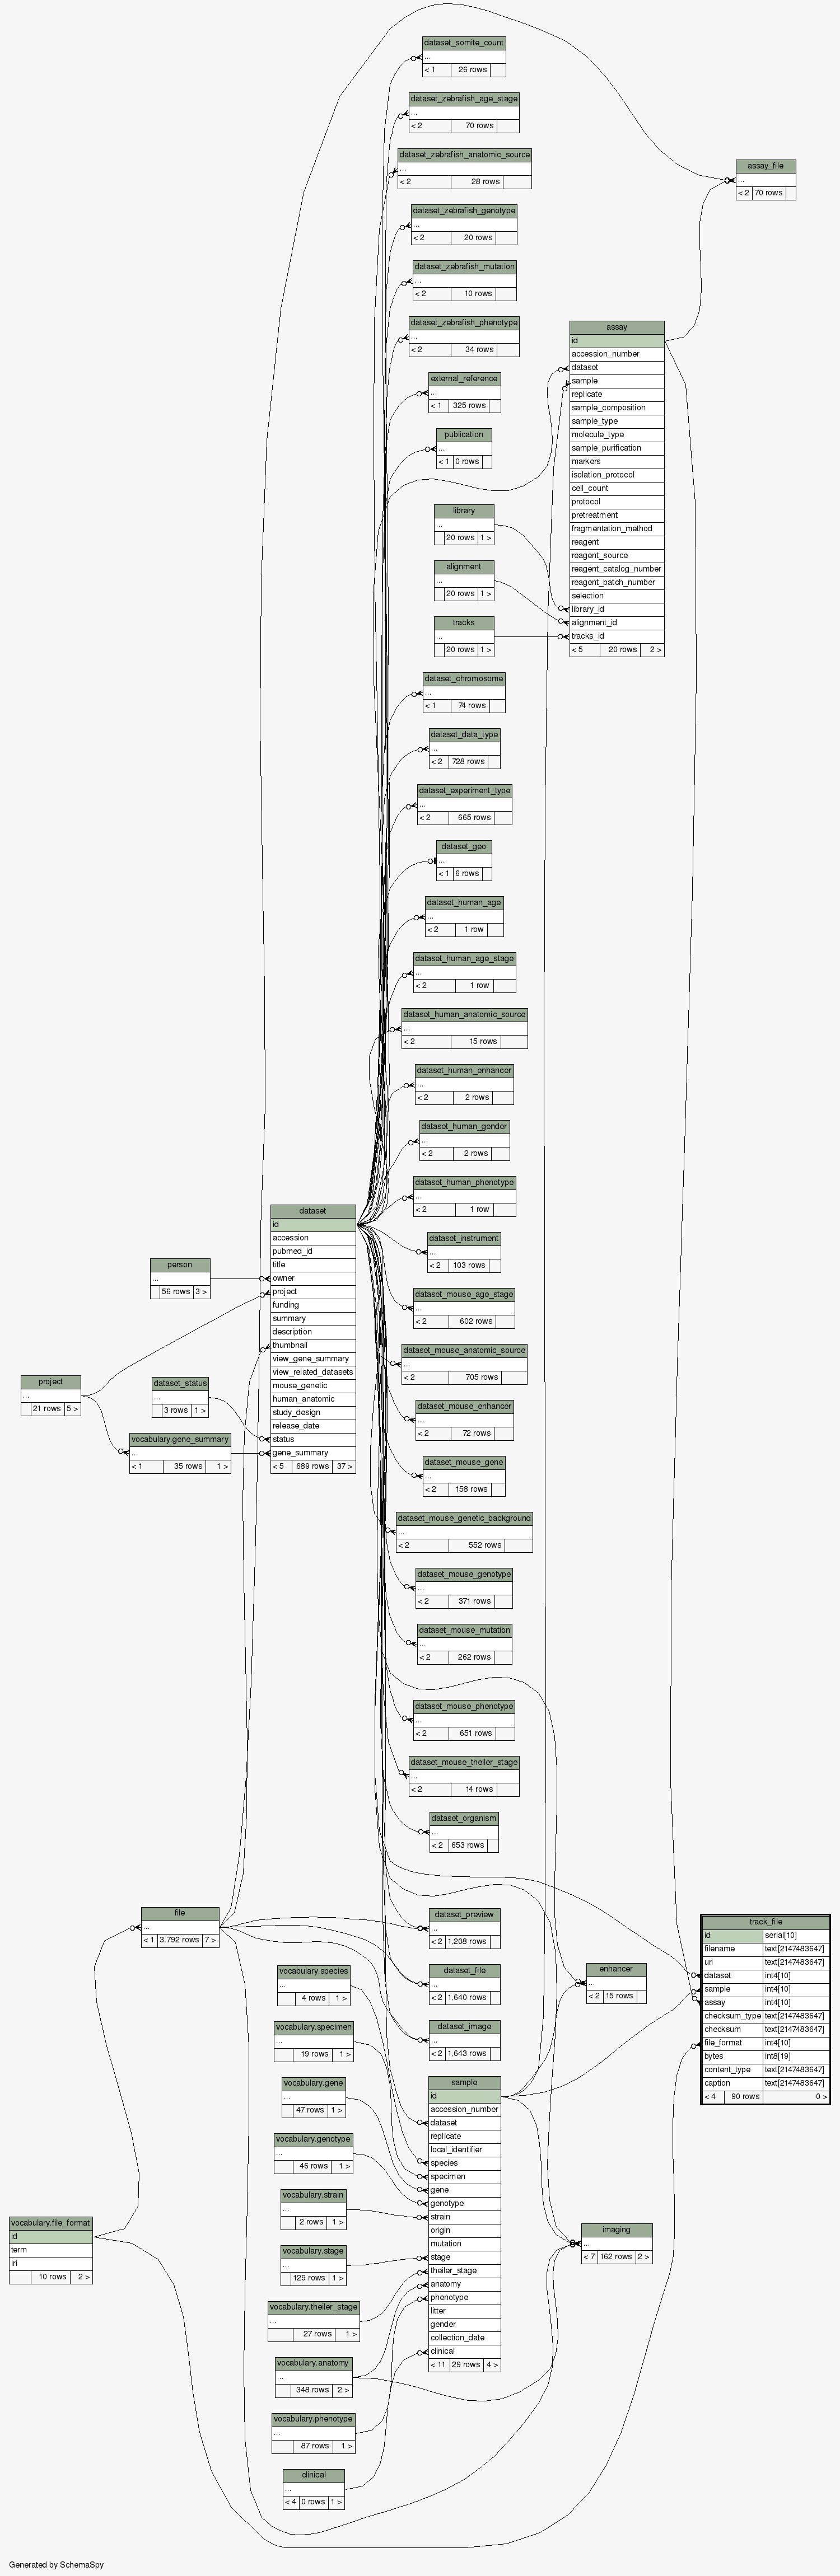 dataset_somite_count
...
< 1 26 rows
dataset_zebrafish_age_stage
...
< 2 70 rows
dataset_zebrafish_anatomic_source
...
< 2 28 rows
assay_file
...
< 2 70 rows
dataset_zebrafish_genotype
...
< 2 20 rows
dataset_zebrafish_mutation
...
< 2 10 rows
dataset_zebrafish_phenotype
...
< 2 34 rows
external_reference
...
< 1 325 rows
publication
...
< 1 0 rows
library
...
20 rows 1 >
alignment
...
20 rows 1 >
tracks
...
20 rows 1 >
assay
id
accession_number
dataset
sample
replicate
sample_composition
sample_type
molecule_type
sample_purification
markers
isolation_protocol
cell_count
protocol
pretreatment
fragmentation_method
reagent
reagent_source
reagent_catalog_number
reagent_batch_number
selection
library_id
alignment_id
tracks_id
< 5 20 rows 2 >
dataset_chromosome
...
< 1 74 rows
dataset_data_type
...
< 2 728 rows
dataset_experiment_type
...
< 2 665 rows
dataset_geo
...
< 1 6 rows
dataset_human_age
...
< 2 1 row
dataset_human_age_stage
...
< 2 1 row
dataset_human_anatomic_source
...
< 2 15 rows
dataset_human_enhancer
...
< 2 2 rows
dataset_human_gender
...
< 2 2 rows
dataset_human_phenotype
...
< 2 1 row
dataset_instrument
...
< 2 103 rows
dataset_mouse_age_stage
...
< 2 602 rows
dataset_mouse_anatomic_source
...
< 2 705 rows
dataset_mouse_enhancer
...
< 2 72 rows
dataset_mouse_gene
...
< 2 158 rows
dataset_mouse_genetic_background
...
< 2 552 rows
dataset_mouse_genotype
...
< 2 371 rows
dataset_mouse_mutation
...
< 2 262 rows
dataset_mouse_phenotype
...
< 2 651 rows
dataset_mouse_theiler_stage
...
< 2 14 rows
dataset_organism
...
< 2 653 rows
dataset
id
accession
pubmed_id
title
owner
project
funding
summary
description
thumbnail
view_gene_summary
view_related_datasets
mouse_genetic
human_anatomic
study_design
release_date
status
gene_summary
< 5 689 rows 37 >
person
...
56 rows 3 >
project
...
21 rows 5 >
dataset_status
...
3 rows 1 >
vocabulary.gene_summary
...
< 1 35 rows 1 >
file
...
< 1 3,792 rows 7 >
dataset_preview
...
< 2 1,208 rows
dataset_file
...
< 2 1,640 rows
dataset_image
...
< 2 1,643 rows
enhancer
...
< 2 15 rows
track_file
id serial[10]
filename text[2147483647]
uri text[2147483647]
dataset int4[10]
sample int4[10]
assay int4[10]
checksum_type text[2147483647]
checksum text[2147483647]
file_format int4[10]
bytes int8[19]
content_type text[2147483647]
caption text[2147483647]
< 4 90 rows 0 >
vocabulary.species
...
4 rows 1 >
vocabulary.specimen
...
19 rows 1 >
vocabulary.gene
...
47 rows 1 >
vocabulary.genotype
...
46 rows 1 >
vocabulary.strain
...
2 rows 1 >
vocabulary.stage
...
129 rows 1 >
vocabulary.theiler_stage
...
27 rows 1 >
vocabulary.anatomy
...
348 rows 2 >
vocabulary.phenotype
...
87 rows 1 >
clinical
...
< 4 0 rows 1 >
sample
id
accession_number
dataset
replicate
local_identifier
species
specimen
gene
genotype
strain
origin
mutation
stage
theiler_stage
anatomy
phenotype
litter
gender
collection_date
clinical
< 11 29 rows 4 >
imaging
...
< 7 162 rows 2 >
vocabulary.file_format
id
term
iri
10 rows 2 >
Generated by SchemaSpy